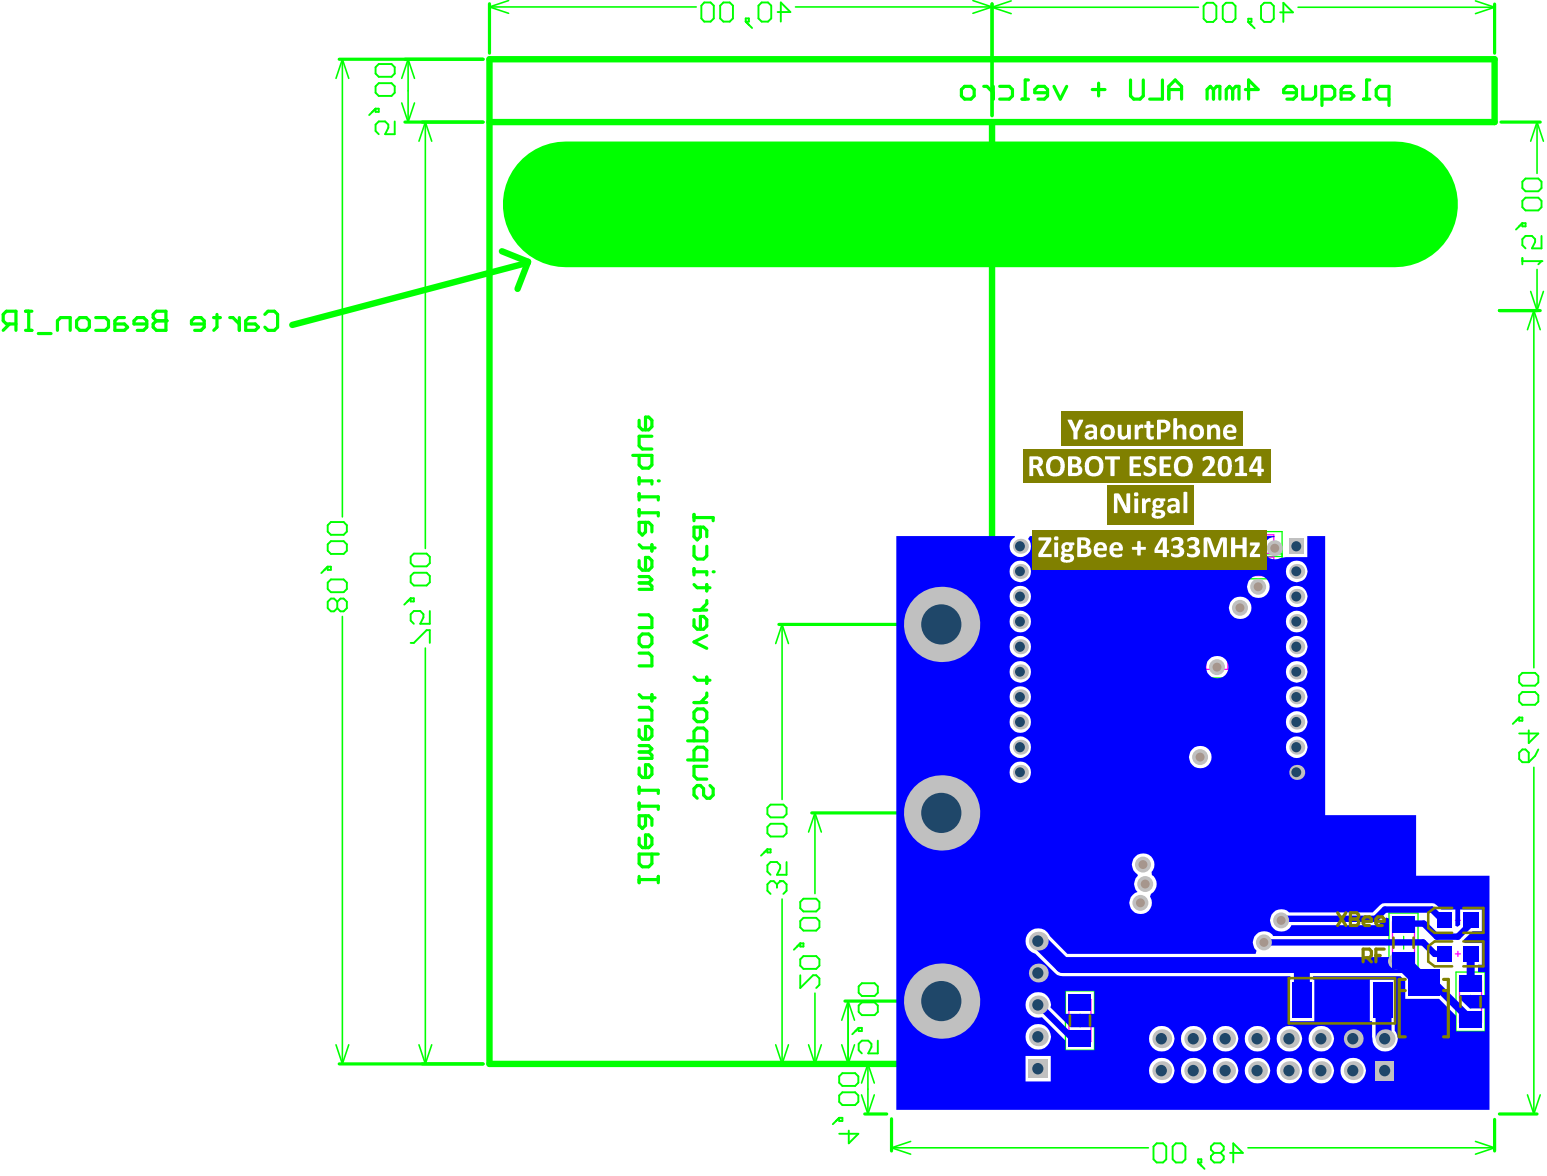 40,00
40,00
5,00
plaque 4mm ALU + velcro
15,00
Carte Beacon_IR
YaourtPhone
ROBOT ESEO 2014
Nirgal
ZigBee + 433MHz
80,00
75,00
Ideallement non metallique
Support vertical
64,00
35,00
20,00
XBee
RF
5,00
4,00
48,00